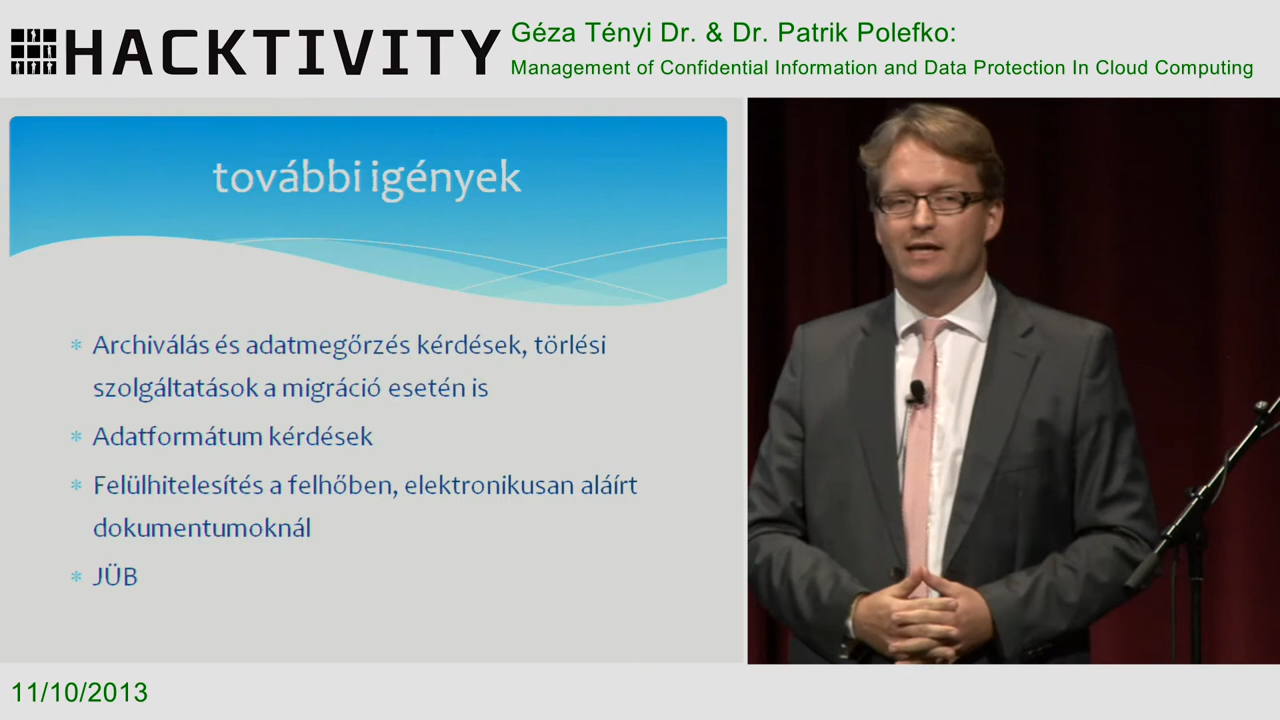 HACKTIVITY
Géza Tényi Dr. & Dr. Patrik Polefko:
Management of Confidential Information and Data Protection In Cloud Computing
további igények
* Archiválás és adatmegőrzés kérdések, törlési
szolgáltatások a migráció esetén is
* Adatformátum kérdések
* Felülhitelesítés a felhőben, elektronikusan aláírt
dokumentumoknál
* JÜB
11/10/2013